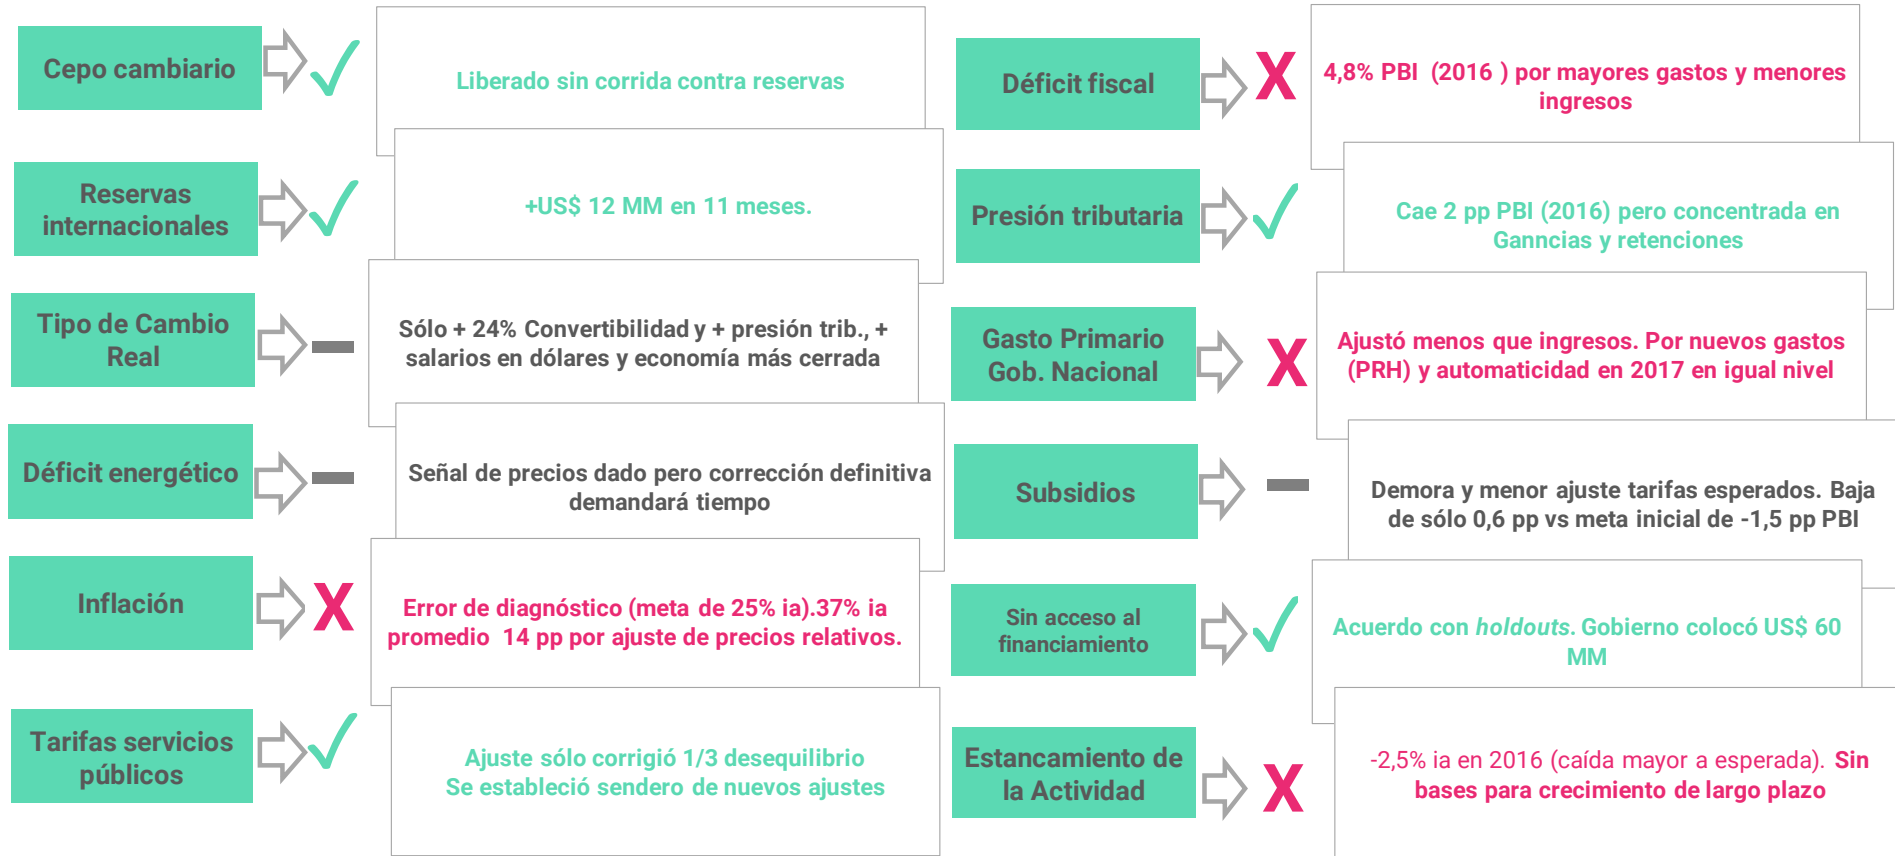 Cepo cambiario
Liberado sin corrida contra reservas
Reservas
internacionales
+US$ 12 MM en 11 meses.
Tipo de Cambio
Real
Sólo + 24% Convertibilidad y + presión trib., +
salarios en dólares y economía más cerrada
Déficit energético
Señal de precios dado pero corrección definitiva
demandará tiempo
Inflación
X
Error de diagnóstico (meta de 25% ia).37% ia
promedio 14 pp por ajuste de precios relativos.
Tarifas servicios
públicos
Ajuste sólo corrigió 1/3 desequilibrio
Se estableció sendero de nuevos ajustes
Déficit fiscal
X
4,8% PBI (2016 ) por mayores gastos y menores
ingresos
Presión tributaria
Cae 2 pp PBI (2016) pero concentrada en
Ganncias y retenciones
Gasto Primario
Gob. Nacional
X
Ajustó menos que ingresos. Por nuevos gastos
(PRH) y automaticidad en 2017 en igual nivel
Subsidios
Demora y menor ajuste tarifas esperados. Baja
de sólo 0,6 pp vs meta inicial de -1,5 pp PBI
Sin acceso al
financiamiento
Acuerdo con holdouts. Gobierno colocó US$ 60
MM
Estancamiento de
la Actividad
X
-2,5% ia en 2016 (caída mayor a esperada). Sin
bases para crecimiento de largo plazo